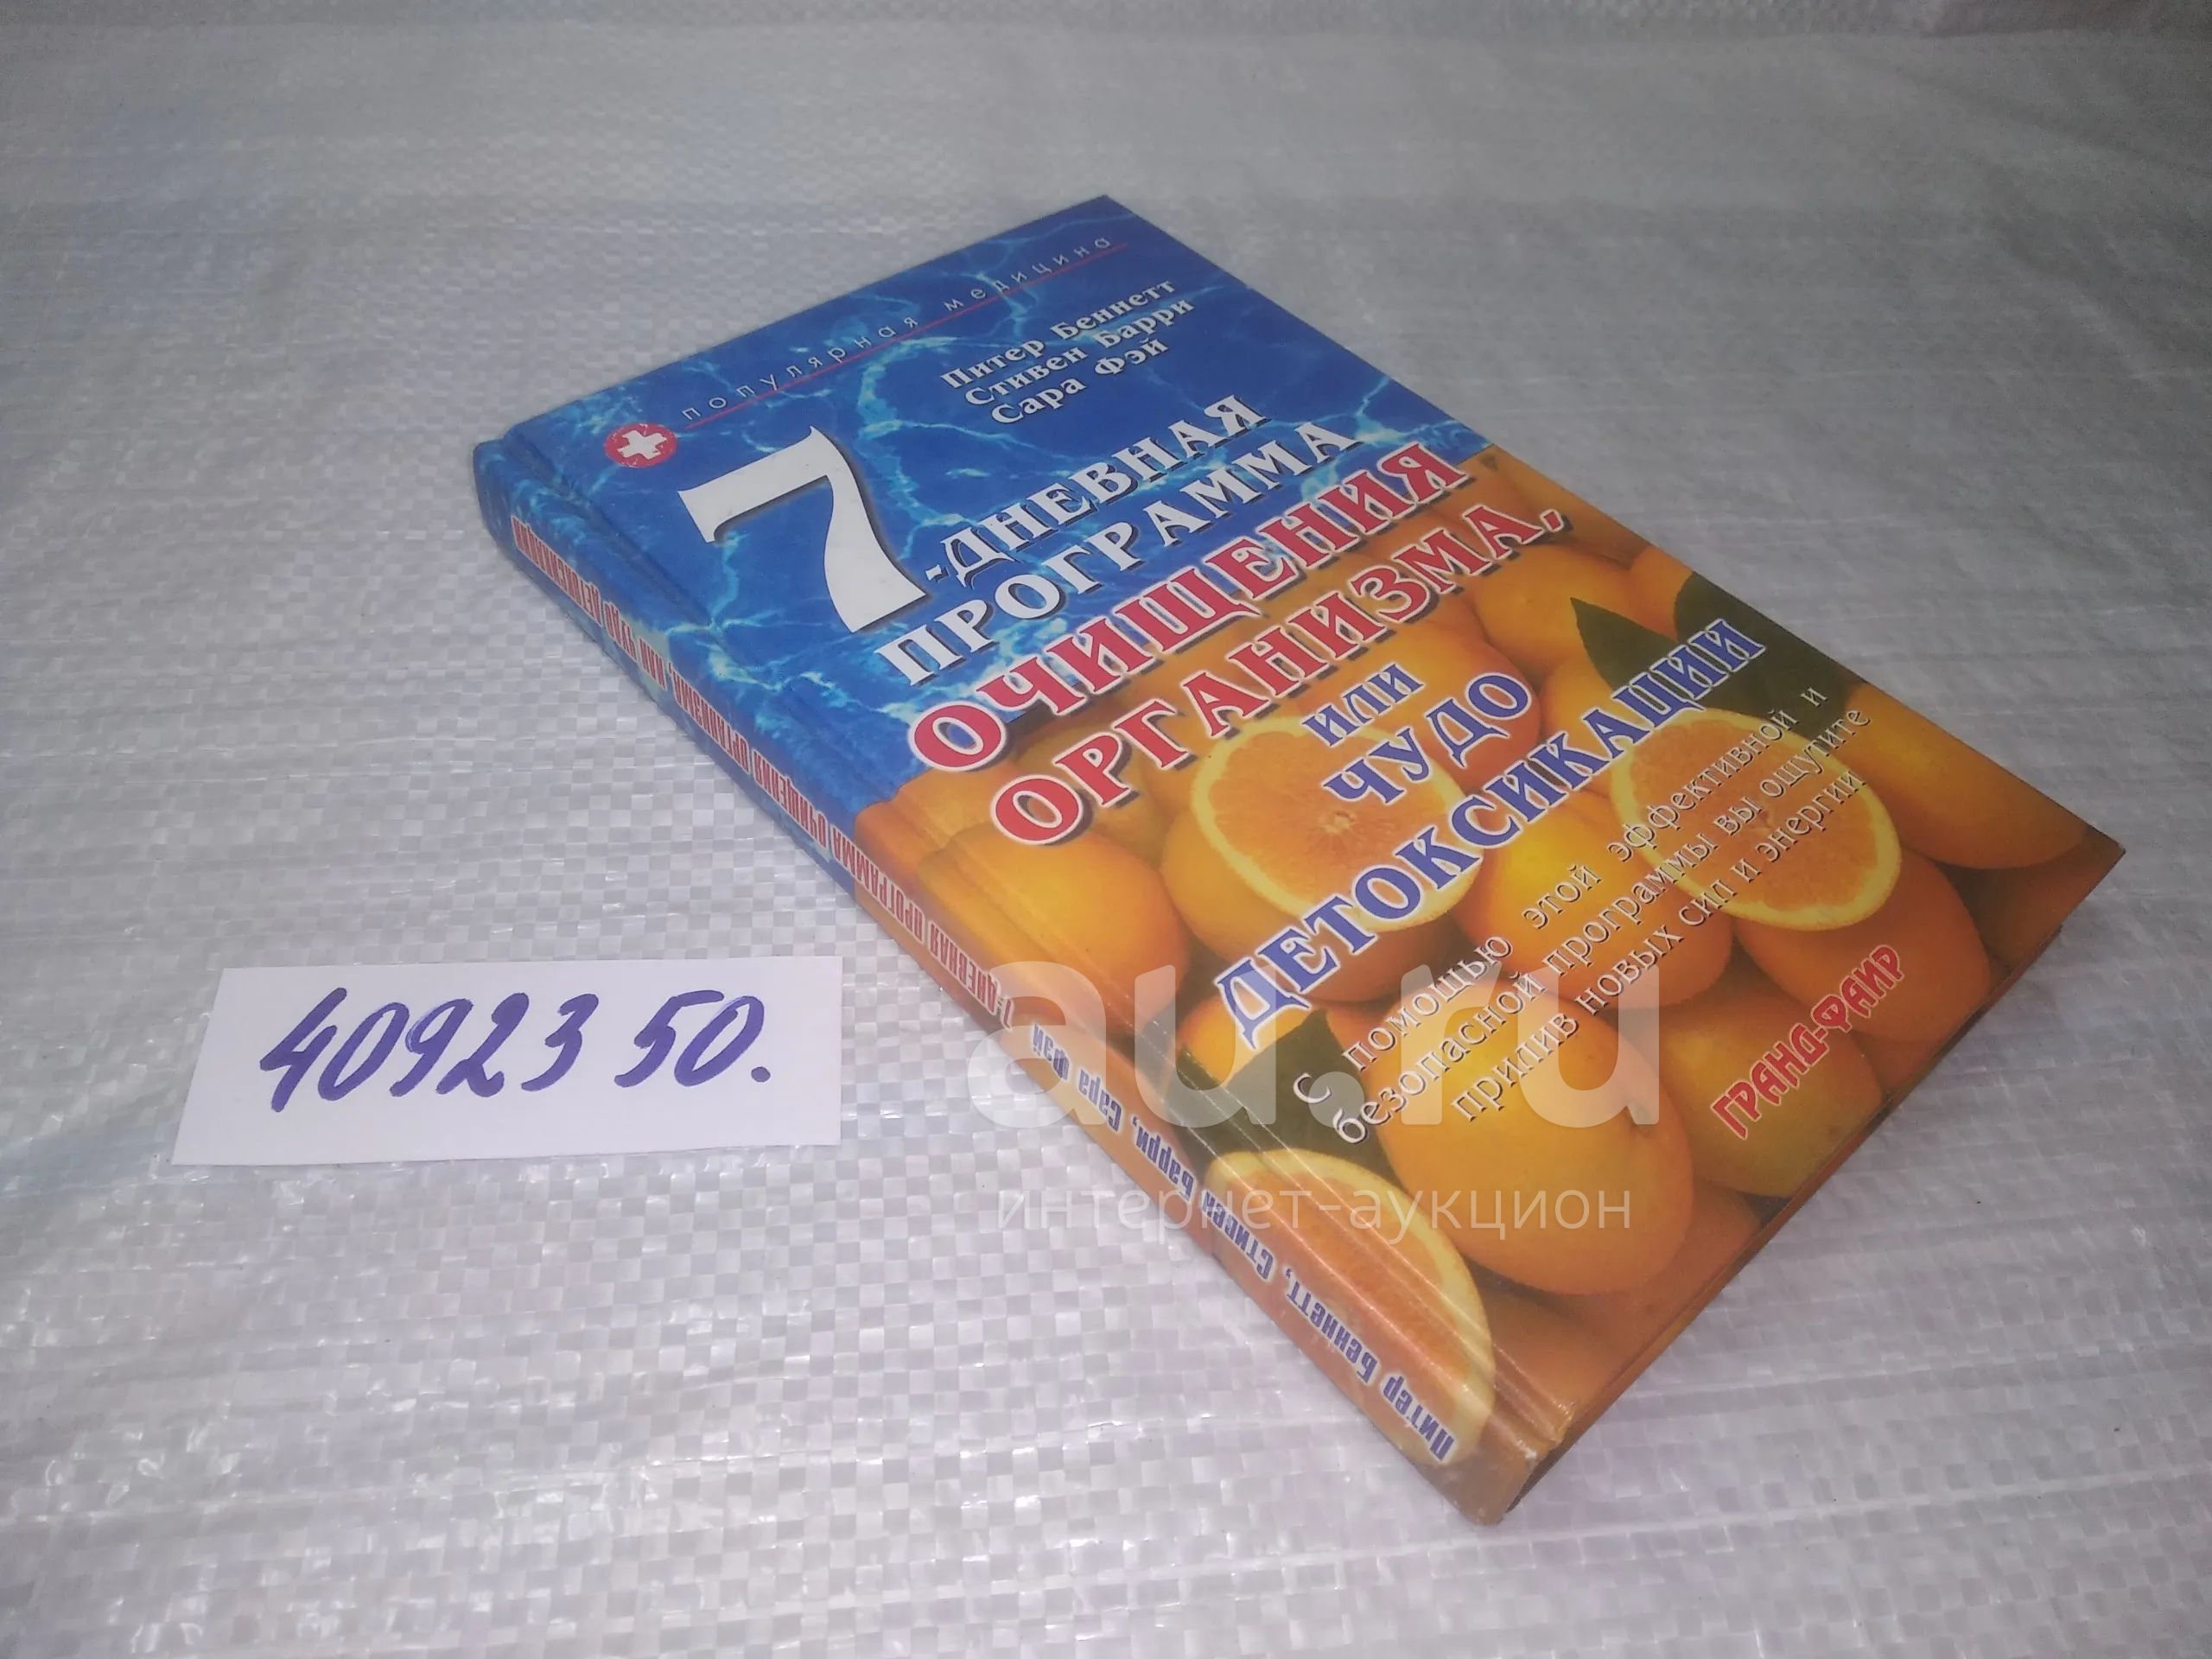 популярная медицина
Питер Беннетт
Стивен Барри
Сара Фэй
7-ДНЕВНАЯ
ПРОГРАММА
ОЧИЩЕНИЯ
ОРГАНИЗМА,
ИЛИ
ЧУДО
ДЕТОКСИКАЦИИ
С помощью этой эффективной и
безопасной программы вы ощутите
прилив новых сил и энергии
ГРАНД-ФАИР
Питер Беннетт, Стивен Барри, Сара Фэй 7-ДНЕВНАЯ ПРОГРАММА ОЧИЩЕНИЯ ОРГАНИЗМА, ИЛИ ЧУДО ДЕТОКСИКАЦИИ
40923 50.
au.ru
интернет-аукцион